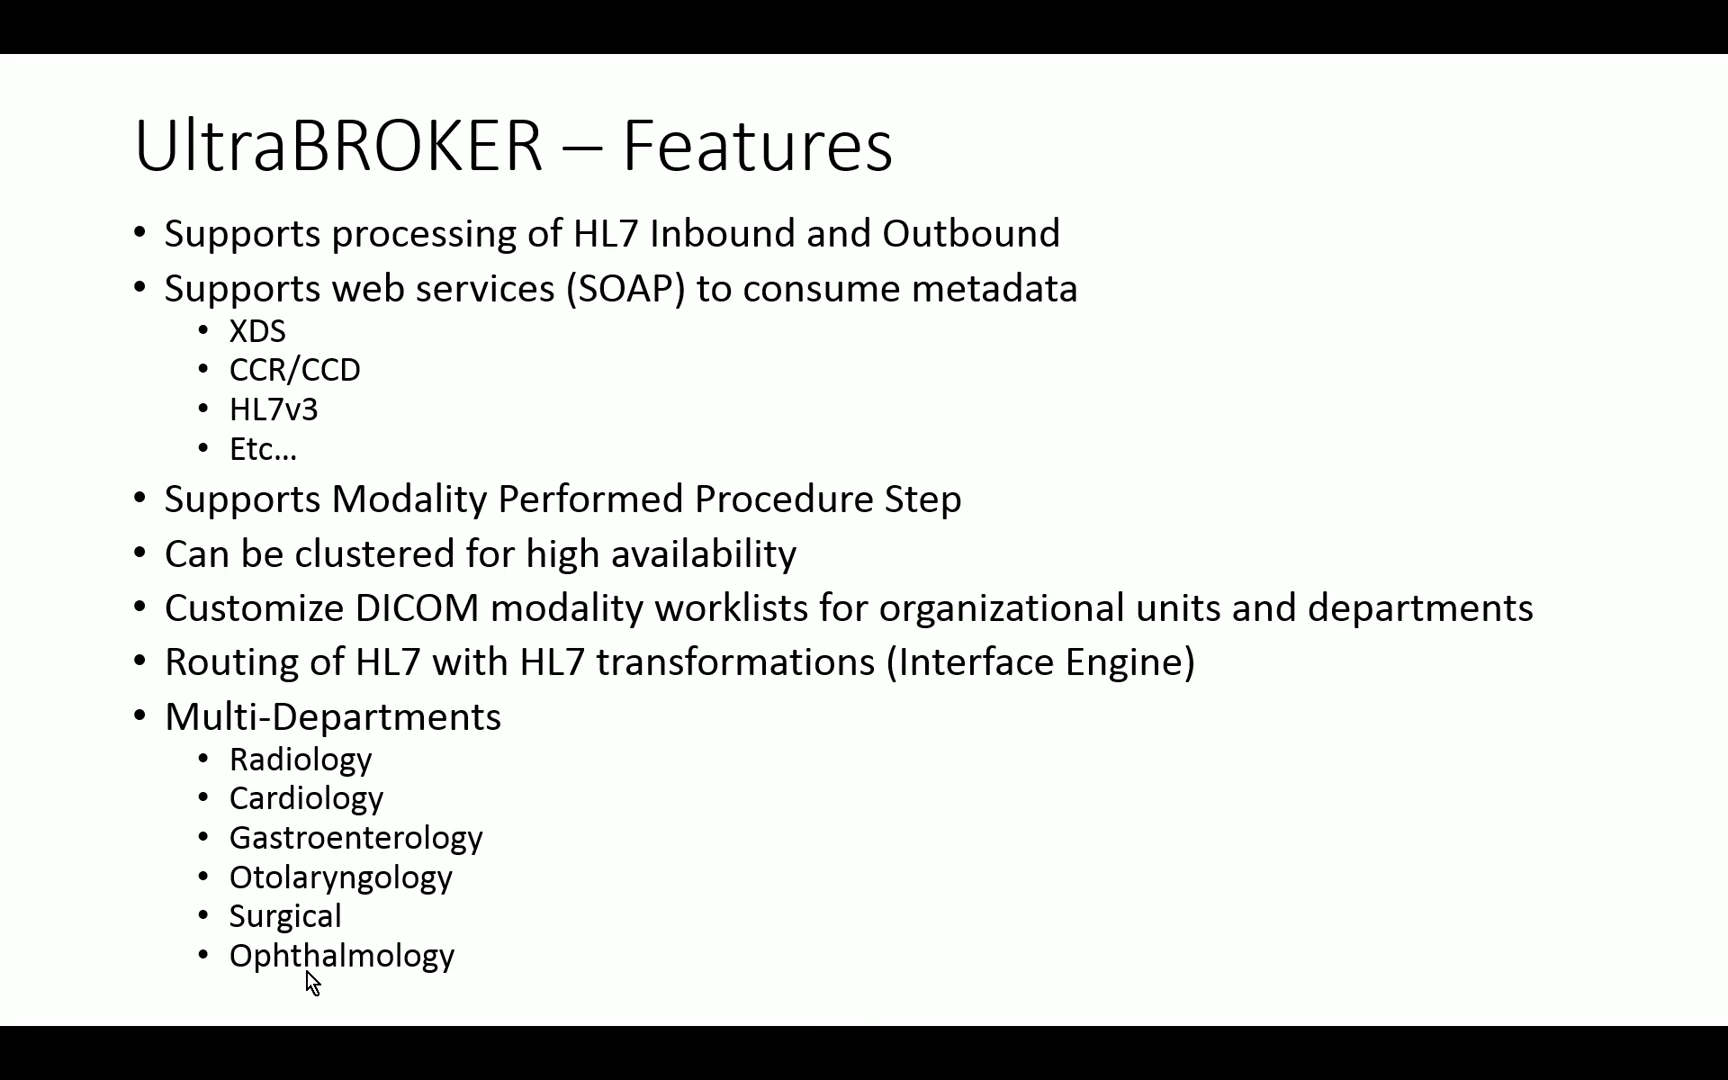 UltraBROKER – Features
• Supports processing of HL7 Inbound and Outbound
• Supports web services (SOAP) to consume metadata
• XDS
• CCR/CCD
• HL7v3
• Etc…
• Supports Modality Performed Procedure Step
• Can be clustered for high availability
• Customize DICOM modality worklists for organizational units and departments
• Routing of HL7 with HL7 transformations (Interface Engine)
• Multi-Departments
• Radiology
• Cardiology
• Gastroenterology
• Otolaryngology
• Surgical
• Ophthalmology